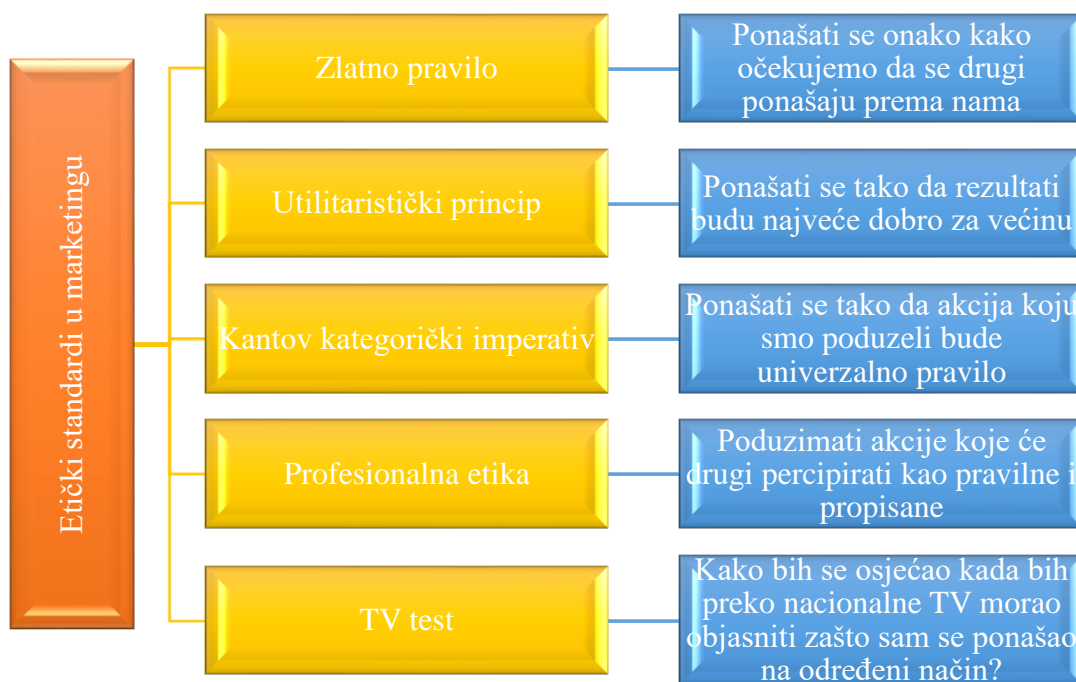 Etički standardi u marketingu
Zlatno pravilo
Ponašati se onako kako
očekujemo da se drugi
ponašaju prema nama
Utilitaristički princip
Ponašati se tako da rezultati
budu najveće dobro za većinu
Kantov kategorički imperativ
Ponašati se tako da akcija koju
smo poduzeli bude
univerzalno pravilo
Profesionalna etika
Poduzimati akcije koje će
drugi percipirati kao pravilne i
propisane
TV test
Kako bih se osjećao kada bih
preko nacionalne TV morao
objasniti zašto sam se ponašao
na određeni način?